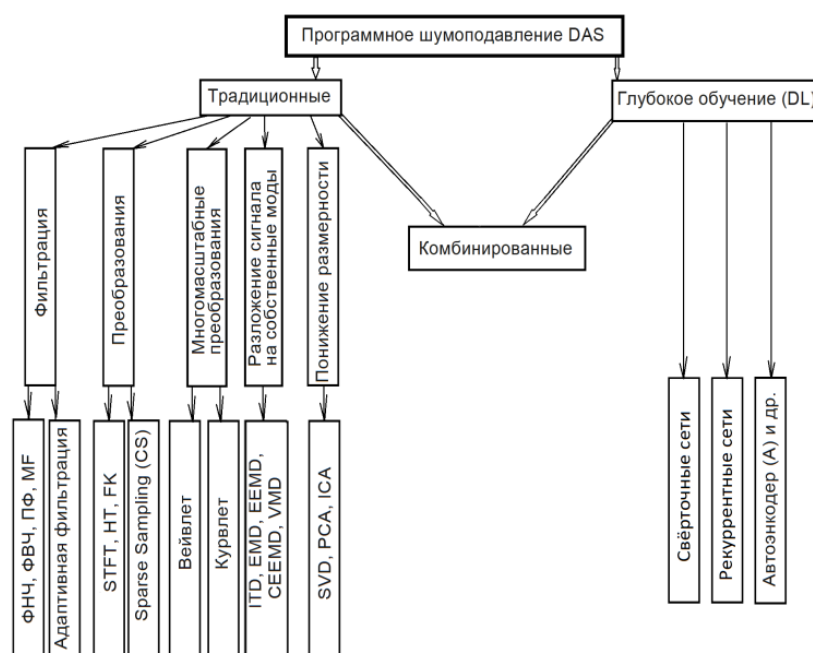 Программное шумоподавление DAS
Традиционные
Глубокое обучение (DL)
Комбинированные
Фильтрация
Преобразования
Многомасштабные
преобразования
Разложение сигнала
на собственные моды
Понижение размерности
ФНЧ, ФВЧ, ПФ, MF
Адаптивная фильтрация
STFT, HT, FK
Sparse Sampling (CS)
Вейвлет
Курвлет
ITD, EMD, EEMD,
CEEMD, VMD
SVD, PCA, ICA
Свёрточные сети
Рекуррентные сети
Автоэнкодер (А) и др.